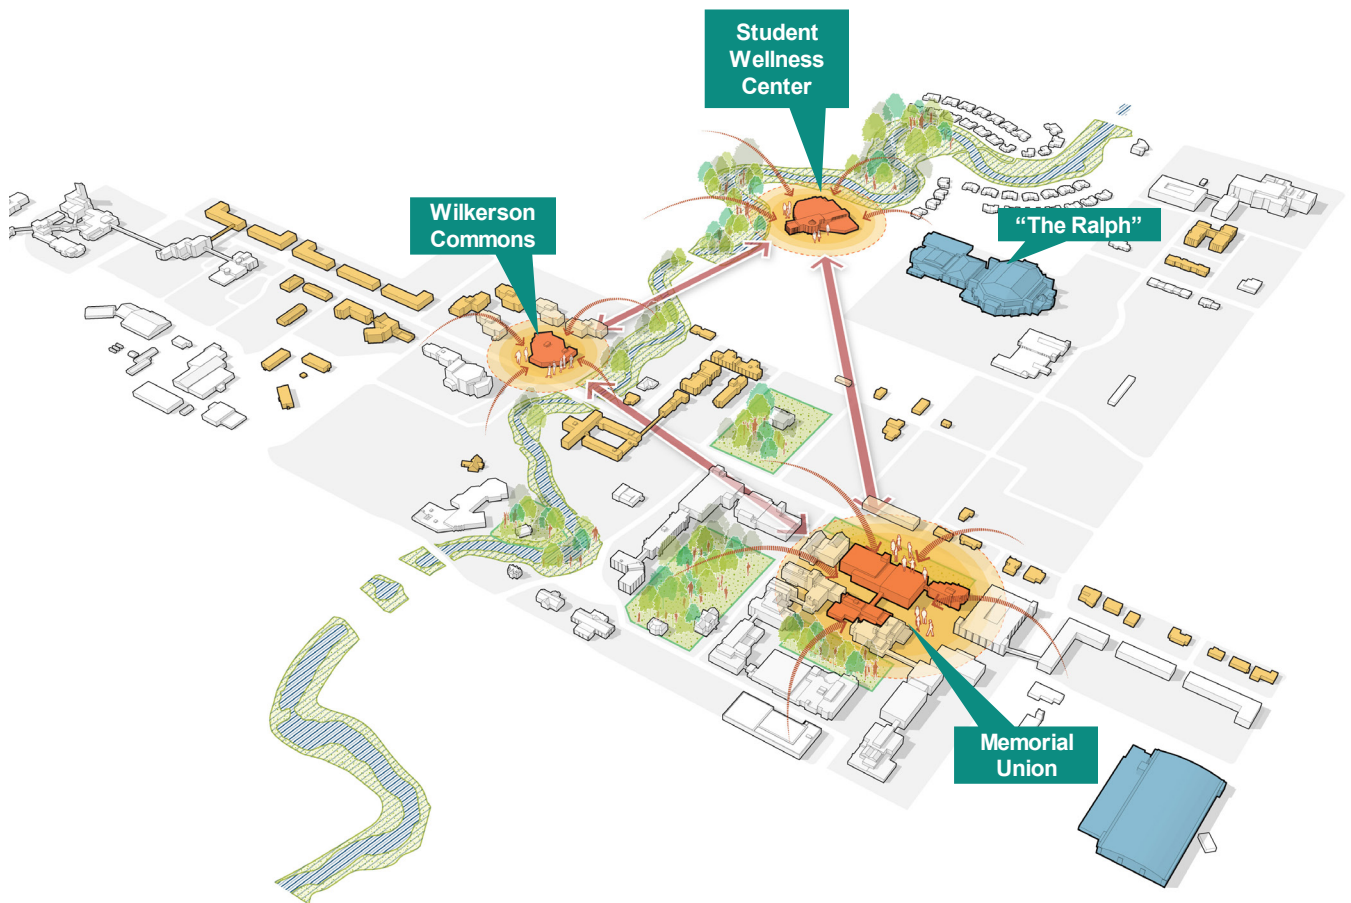 Student
Wellness
Center
Wilkerson
Commons
“The Ralph”
Memorial
Union